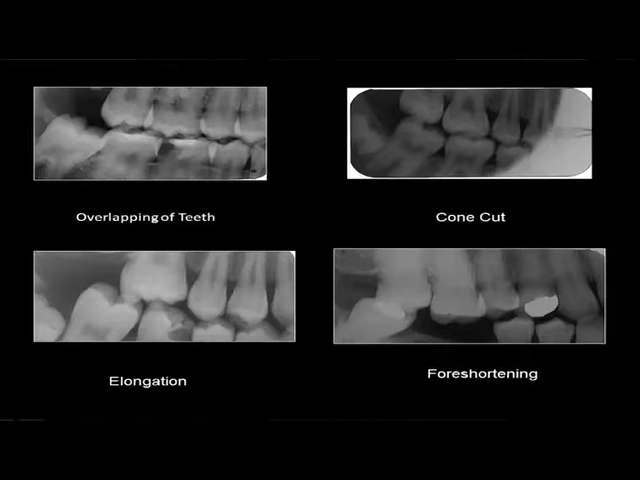 Overlapping of Teeth
Cone Cut
Elongation
Foreshortening